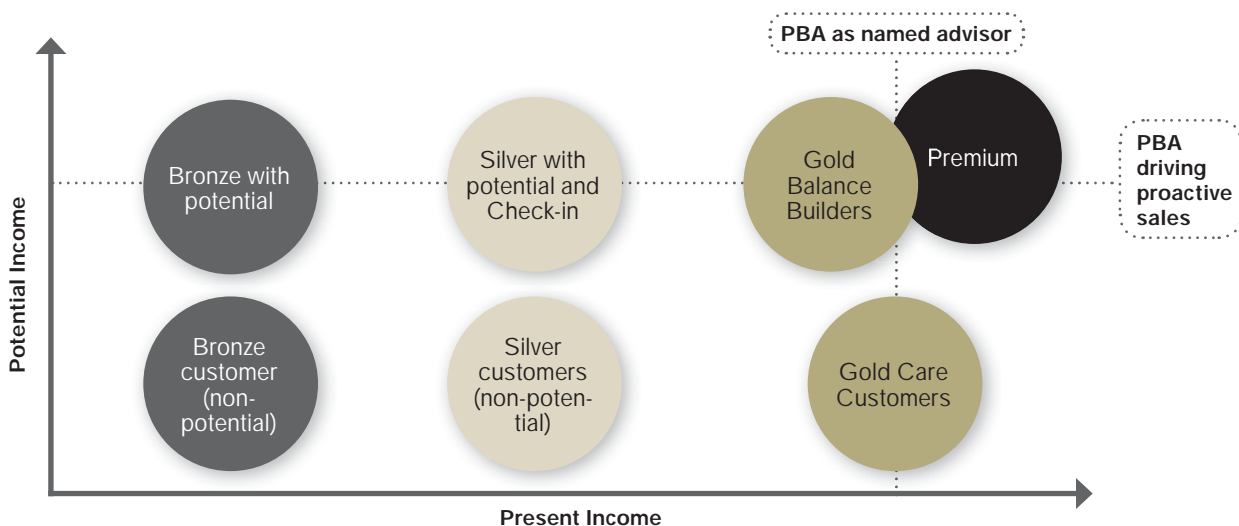 PBA as named advisor
Potential Income
Bronze with
potential
Silver with
potential and
Check-in
Gold
Balance
Builders
Premium
PBA
driving
proactive
sales
Bronze
customer
(non-
potential)
Silver
customers
(non-poten-
tial)
Gold Care
Customers
Present Income